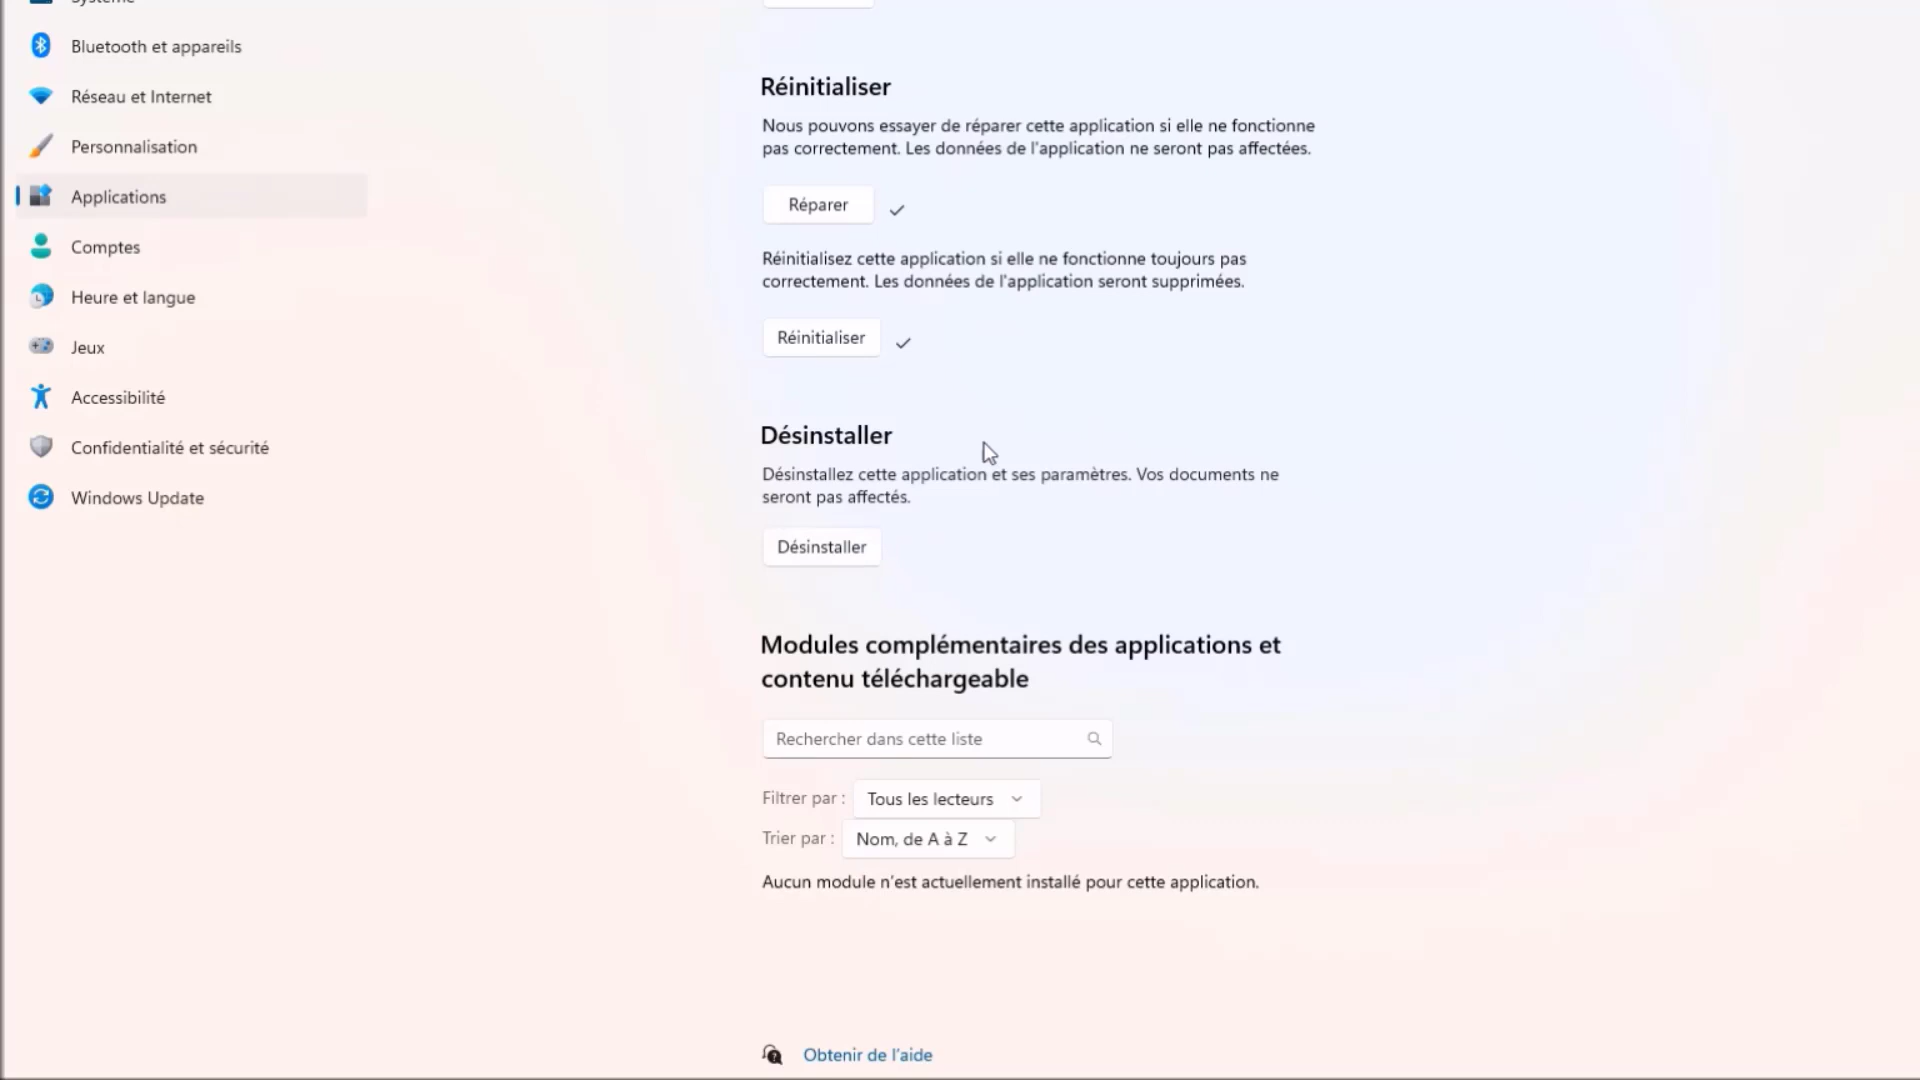 Système
Bluetooth et appareils
Réseau et Internet
Personnalisation
Applications
Comptes
Heure et langue
Jeux
Accessibilité
Confidentialité et sécurité
Windows Update
Réinitialiser
Nous pouvons essayer de réparer cette application si elle ne fonctionne
pas correctement. Les données de l'application ne seront pas affectées.
Réparer
Réinitialisez cette application si elle ne fonctionne toujours pas
correctement. Les données de l'application seront supprimées.
Réinitialiser
Désinstaller
Désinstallez cette application et ses paramètres. Vos documents ne
seront pas affectés.
Désinstaller
Modules complémentaires des applications et
contenu téléchargeable
Rechercher dans cette liste
Filtrer par : Tous les lecteurs
Trier par : Nom, de A à Z
Aucun module n'est actuellement installé pour cette application.
Obtenir de l'aide